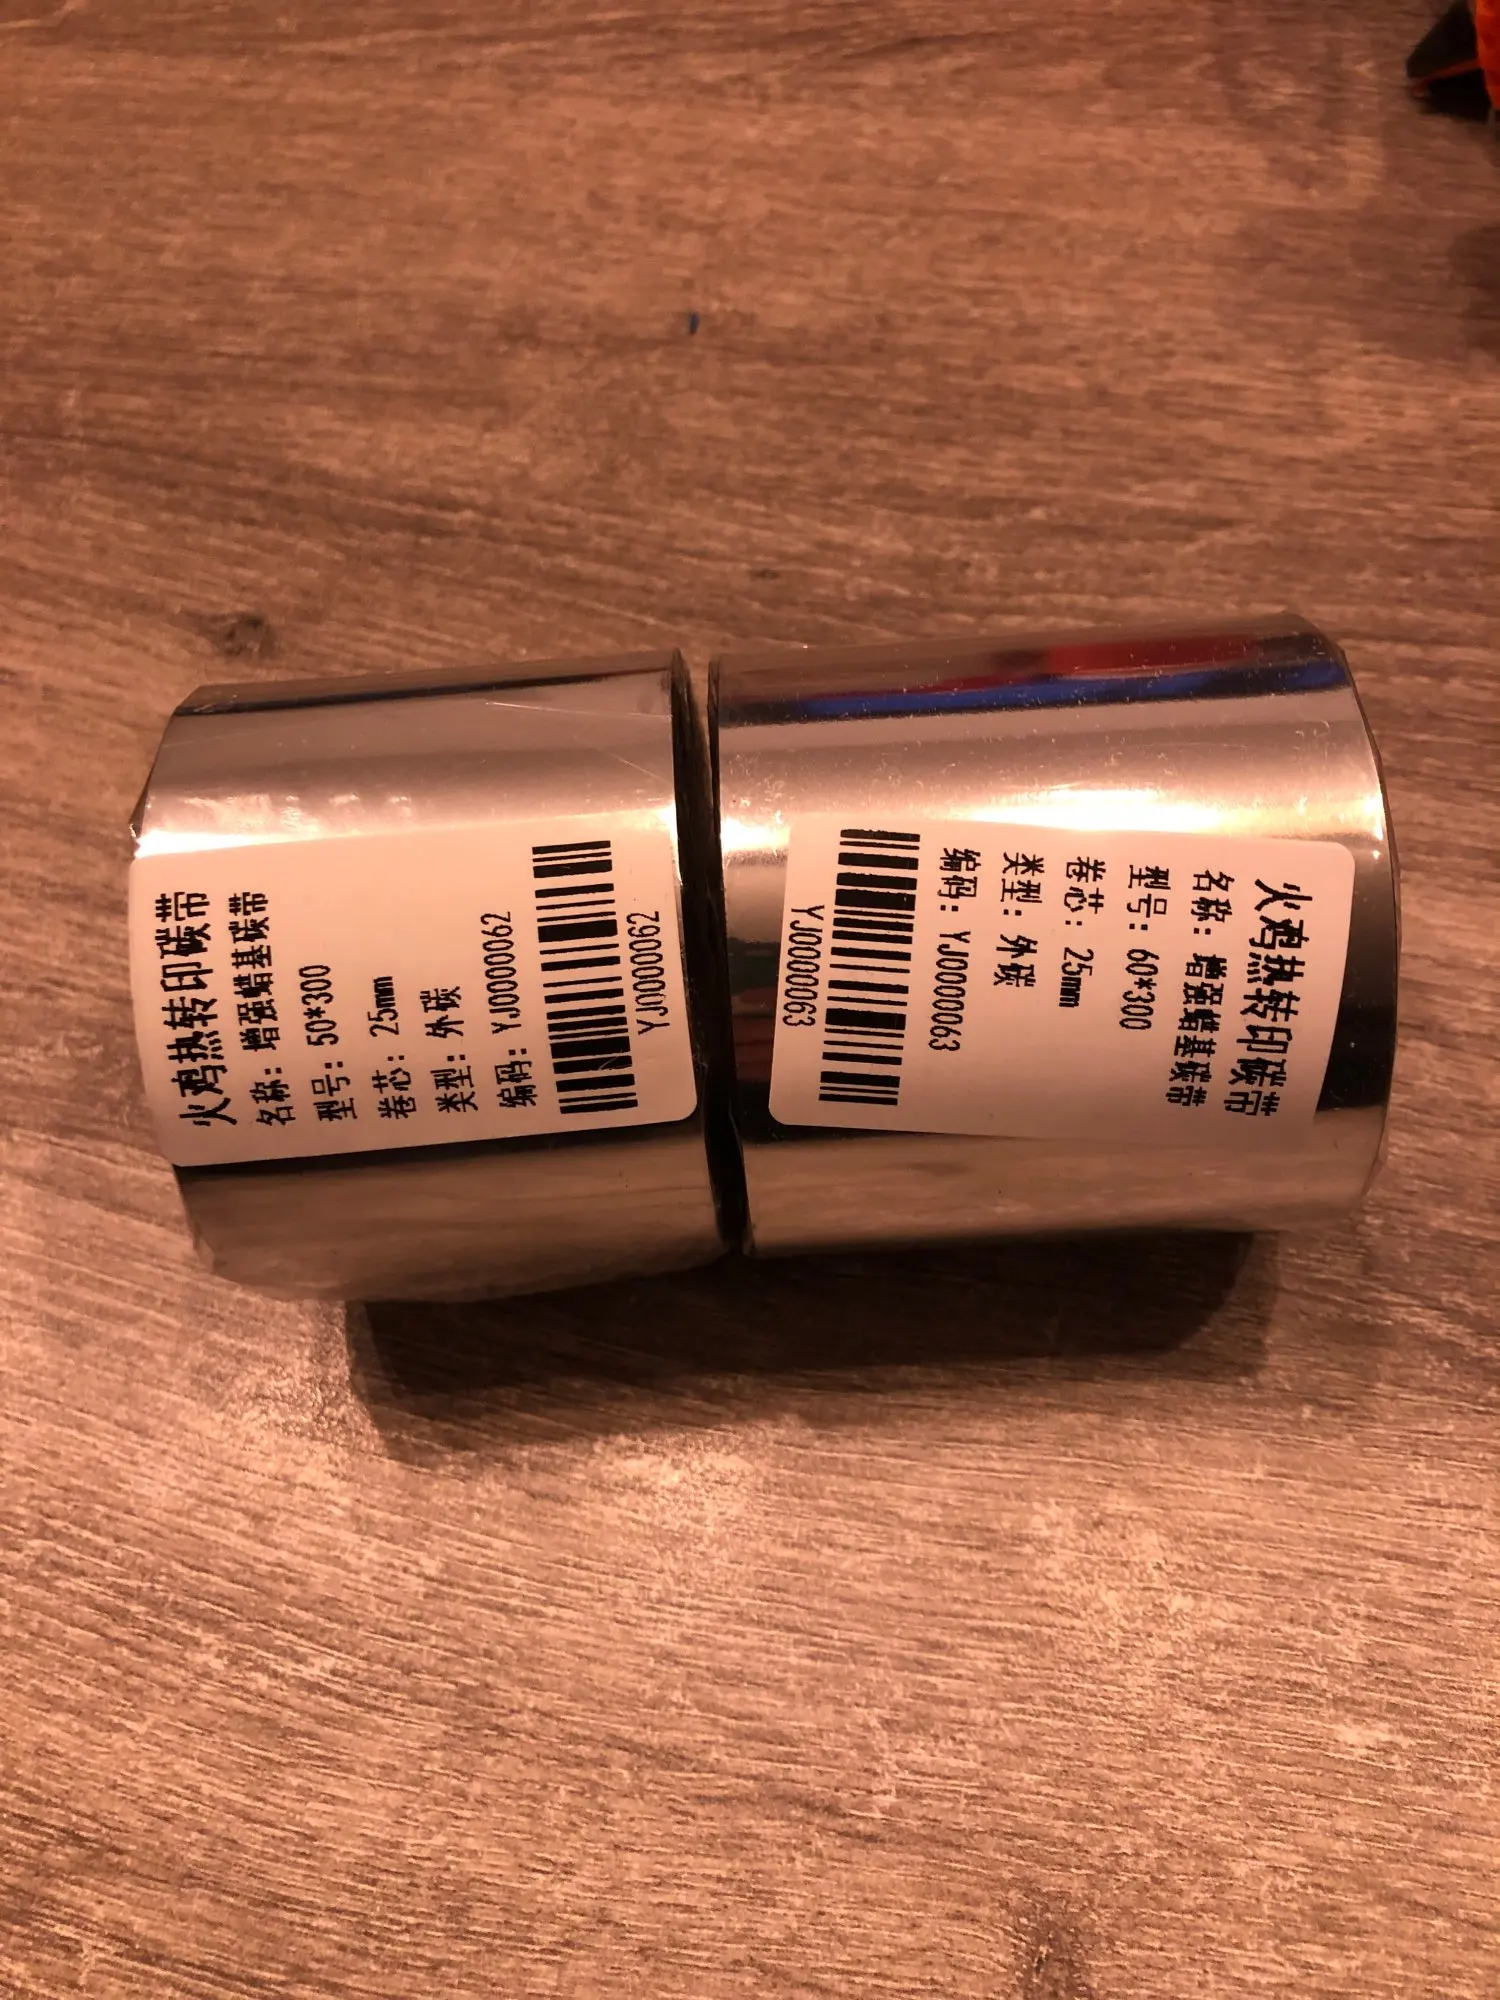 火鸡热转印碳带
名称: 增强蜡基碳带
型号: 50*300
卷芯: 25mm
类型: 外碳
编码: YJ0000062
YJ0000062
火鸡热转印碳带
名称: 增强蜡基碳带
型号: 60*300
卷芯: 25mm
类型: 外碳
编码: YJ0000063
YJ0000063